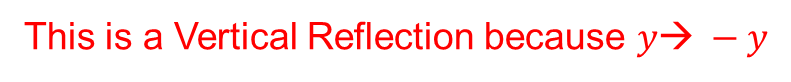 This is a Vertical Reflection because y→ − y